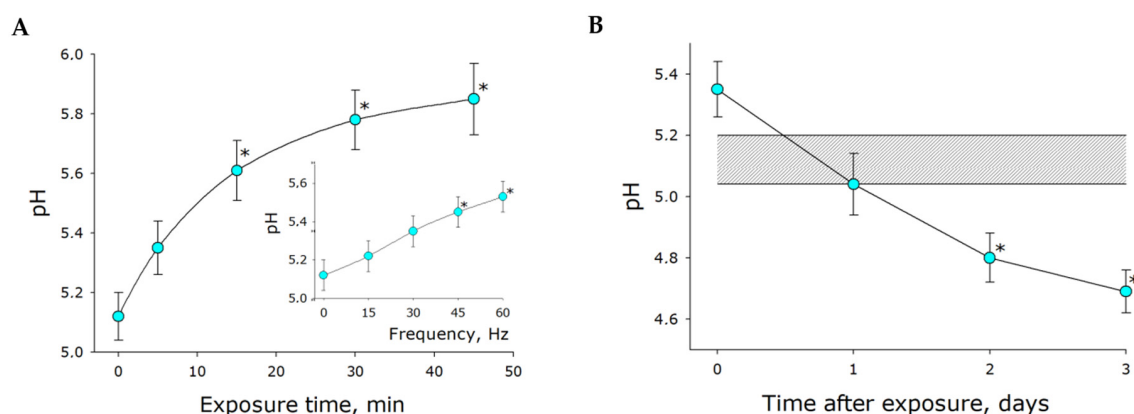 A
6.0
5.8
5.6
5.4
5.2
5.0
pH
0 10 20 30 40 50
Exposure time, min
* * *
5.6
5.4
5.2
5.0
pH
0 15 30 45 60
Frequency, Hz
* *
B
5.4
5.2
5.0
4.8
4.6
pH
0 1 2 3
Time after exposure, days
* *